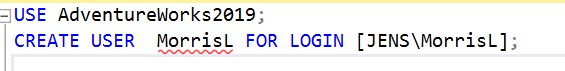 USE AdventureWorks2019;
CREATE USER  MorrisL FOR LOGIN [JENS\MorrisL];